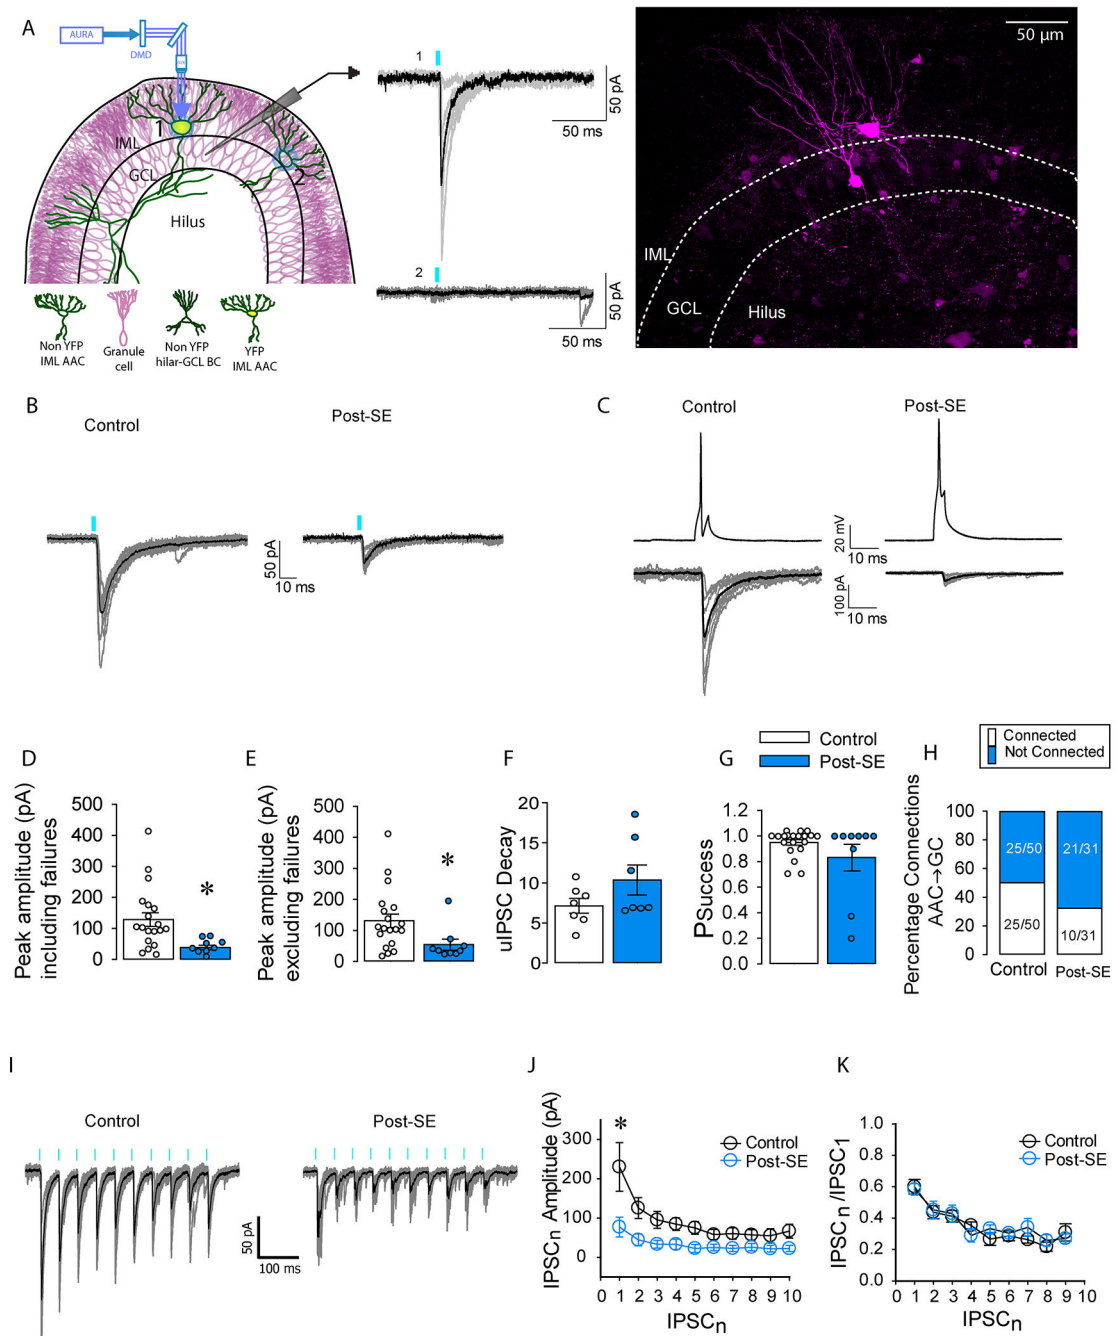 A
AURA
DMD
1
IML
GCL
2
Hilus
Non YFP
IML AAC
Granule
cell
Non YFP
hilar-GCL BC
YFP
IML AAC
1
50 pA
50 ms
2
50 pA
50 ms
50 µm
IML
GCL
Hilus
B
Control
Post-SE
50 pA
10 ms
C
Control
Post-SE
20 mV
10 ms
100 pA
10 ms
D
Peak amplitude (pA)
including failures
500
400
300
200
100
0
*
E
Peak amplitude (pA)
excluding failures
500
400
300
200
100
0
*
F
uIPSC Decay
20
15
10
5
0
G
Control
Post-SE
PSuccess
1.2
1.0
0.8
0.6
0.4
0.2
0.0
H
Connected
Not Connected
Percentage Connections
AAC→GC
100
80
60
40
20
0
25/50
21/31
25/50
10/31
Control
Post-SE
I
Control
Post-SE
50 pA
100 ms
J
IPSCn Amplitude (pA)
300
200
100
0
*
Control
Post-SE
0 1 2 3 4 5 6 7 8 9 10
IPSCn
K
IPSCn/IPSC1
1.0
0.8
0.6
0.4
0.2
0.0
Control
Post-SE
0 1 2 3 4 5 6 7 8 9 10
IPSCn